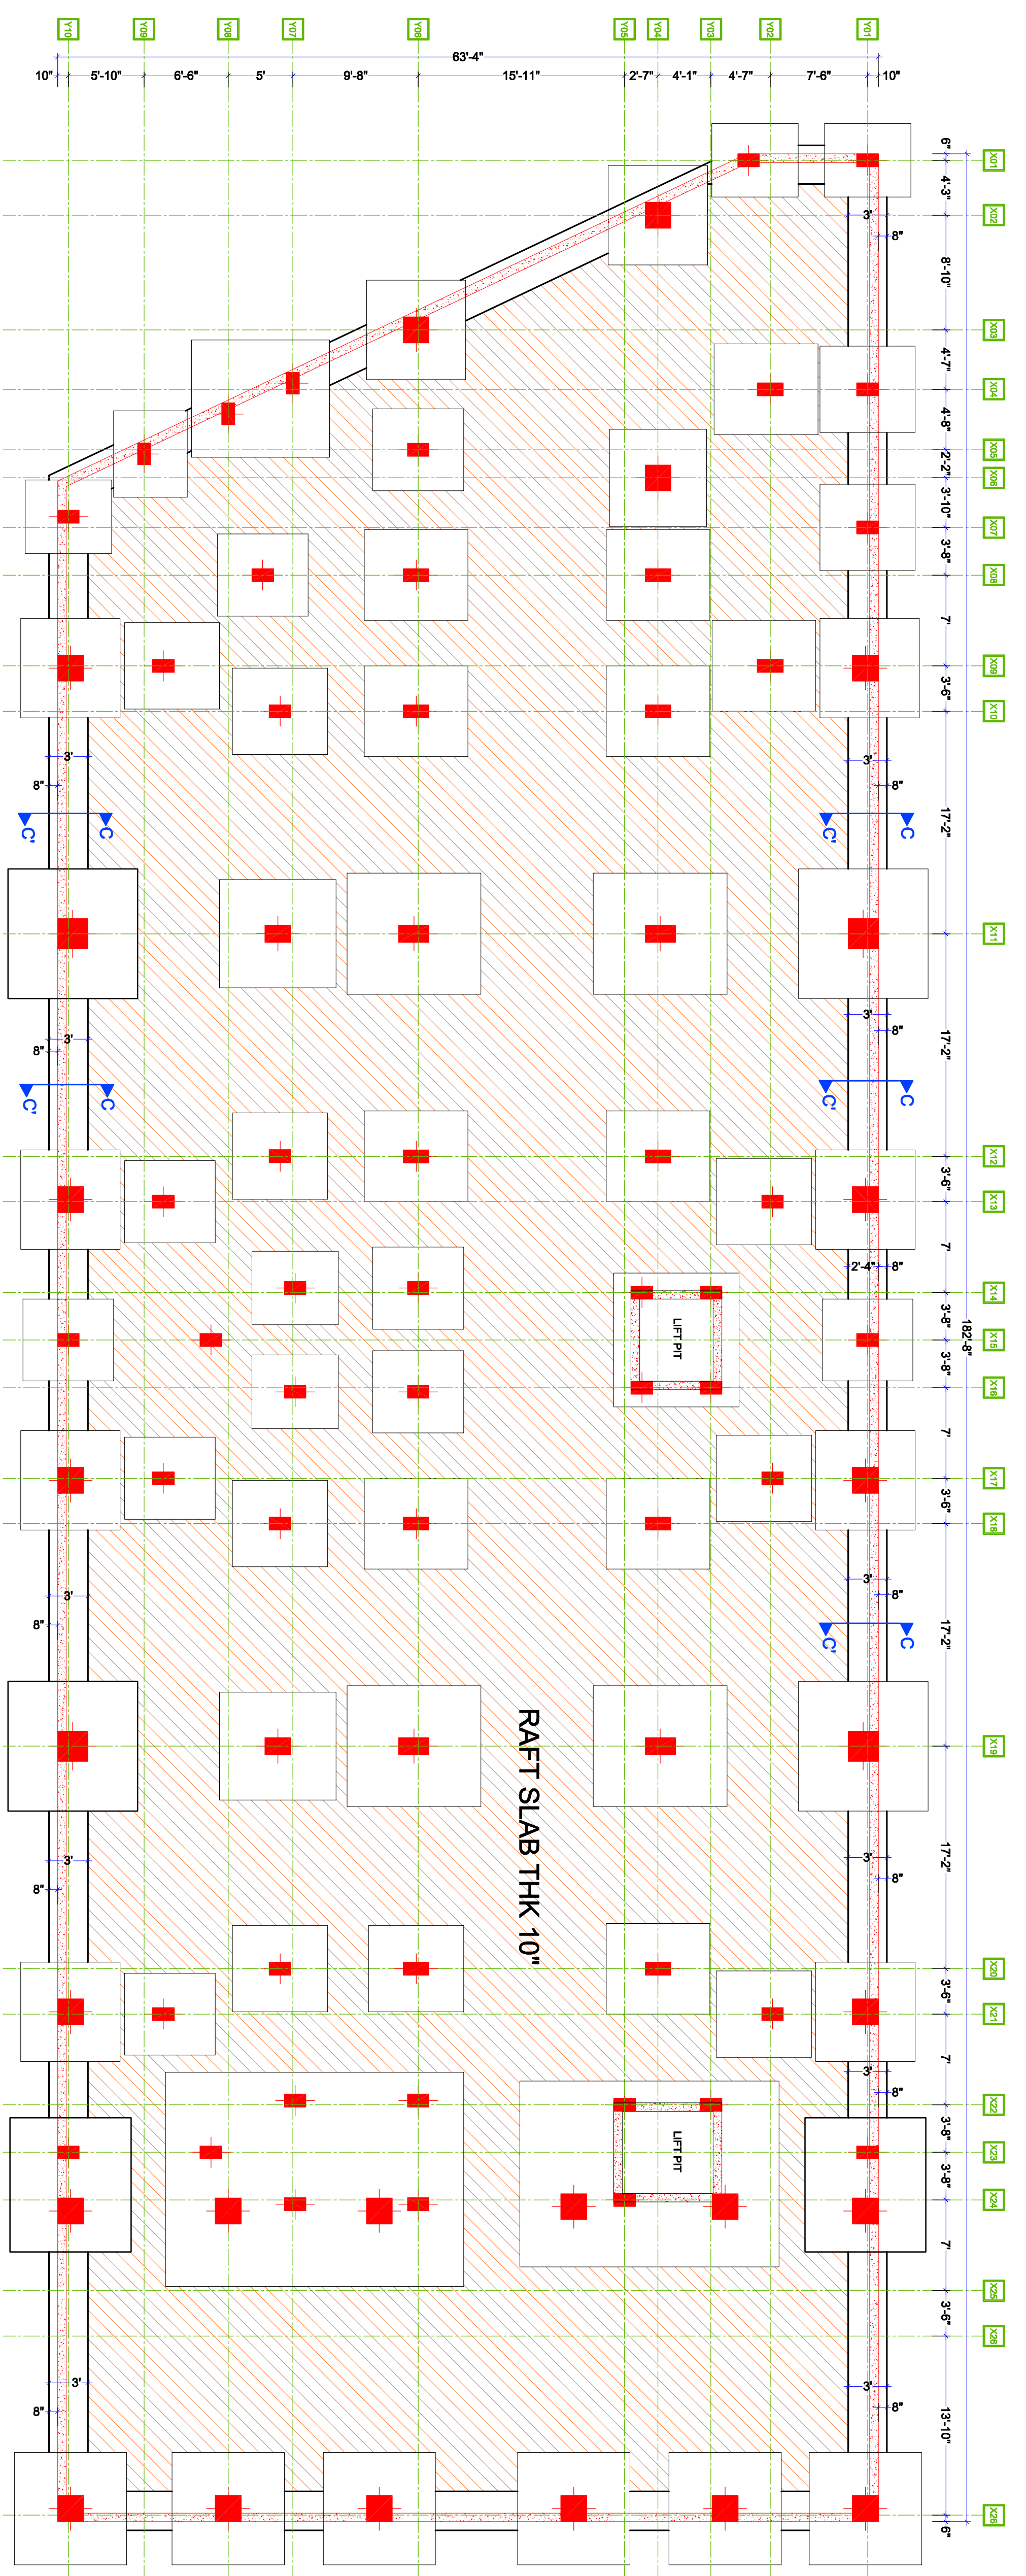 Y10 Y09 Y08 Y07 Y06 Y05 Y04 Y03 Y02 Y01
63'-4"
10" 5'-10" 6'-6" 5' 9'-8" 15'-11" 2'-7" 4'-1" 4'-7" 7'-6" 10"
6"
X01
4'-3"
3'
X02
8"
8'-10"
X03
4'-7"
X04
4'-8"
X05
2'-2"
X06
3'-10"
X07
3'-8"
X08
7'
X09
3'-6"
X10
3' 3'
8" 8"
17'-2"
C' C C' C
X11
3' 3'
8" 8"
17'-2"
C' C C' C
X12
3'-6"
X13
7'
2'-4" 8"
X14
LIFT PIT
3'-8"
182'-8"
X15
3'-8"
X16
7'
X17
3'-6"
X18
3' 3'
8" 8"
17'-2"
C' C
RAFT SLAB THK 10"
X19
3' 3'
8" 8"
17'-2"
X20
3'-6"
X21
7'
3'
8"
X22
LIFT PIT
3'-8"
X23
3'-8"
X24
7'
X25
3'-6"
X26
3' 3'
8" 8"
13'-10"
X26
6"